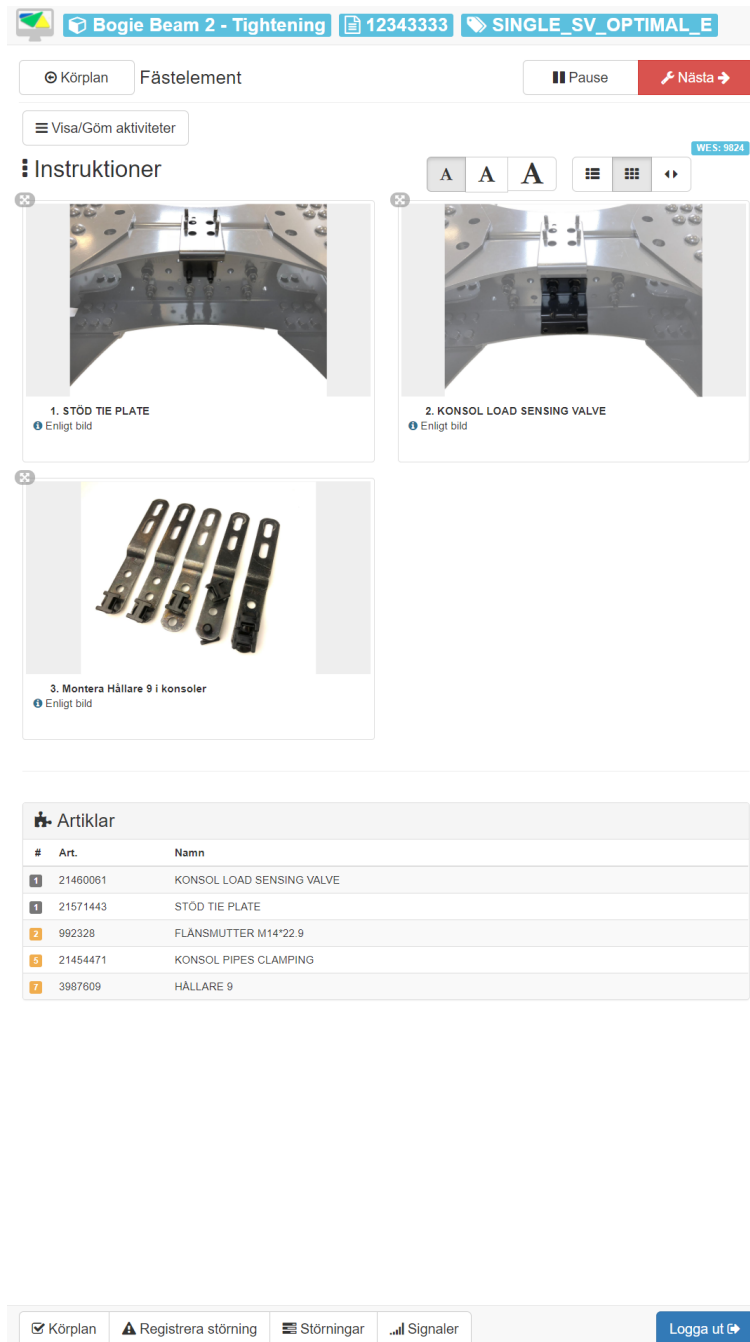 Bogie Beam 2 - Tightening 12343333 SINGLE_SV_OPTIMAL_E
Körplan Fästelement Pause Nästa
Visa/Göm aktiviteter
WES: 9824
Instruktioner A A A
1. STÖD TIE PLATE
Enligt bild
2. KONSOL LOAD SENSING VALVE
Enligt bild
3. Montera Hållare 9 i konsoler
Enligt bild
Artiklar
# Art. Namn
1 21460061 KONSOL LOAD SENSING VALVE
1 21571443 STÖD TIE PLATE
2 992328 FLÄNSMUTTER M14*22.9
5 21454471 KONSOL PIPES CLAMPING
7 3987609 HÅLLARE 9
Körplan Registrera störning Störningar Signaler Logga ut